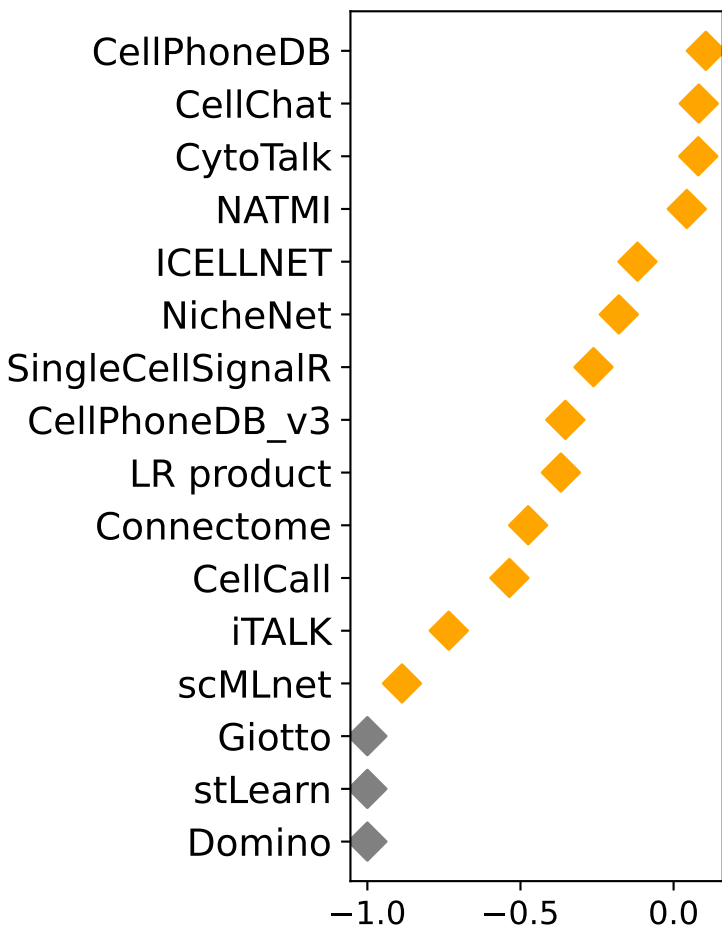 CellPhoneDB
CellChat
CytoTalk
NATMI
ICELLNET
NicheNet
SingleCellSignalR
CellPhoneDB_v3
LR product
Connectome
CellCall
iTALK
scMLnet
Giotto
stLearn
Domino
−1.0 −0.5 0.0